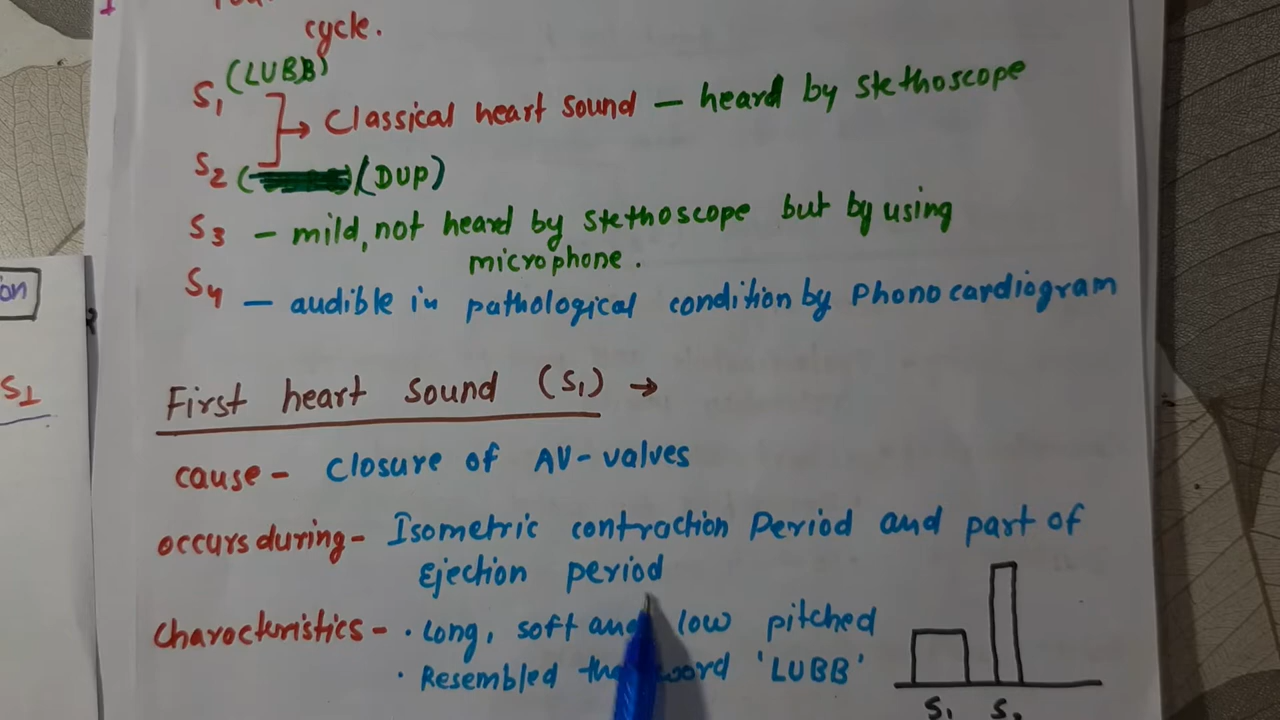 cycle.
S1 (LUBB)
Classical heart sound – heard by stethoscope
S2 (DUP)
S3 – mild, not heard by stethoscope but by using
microphone.
S4 – audible in pathological condition by Phonocardiogram
ion
S1
First heart sound (S1) →
cause – Closure of AV-valves
occurs during – Isometric contraction Period and part of
Ejection period
charocteristics – • Long, soft and low pitched
• Resembled the word 'LUBB'
S1 S2